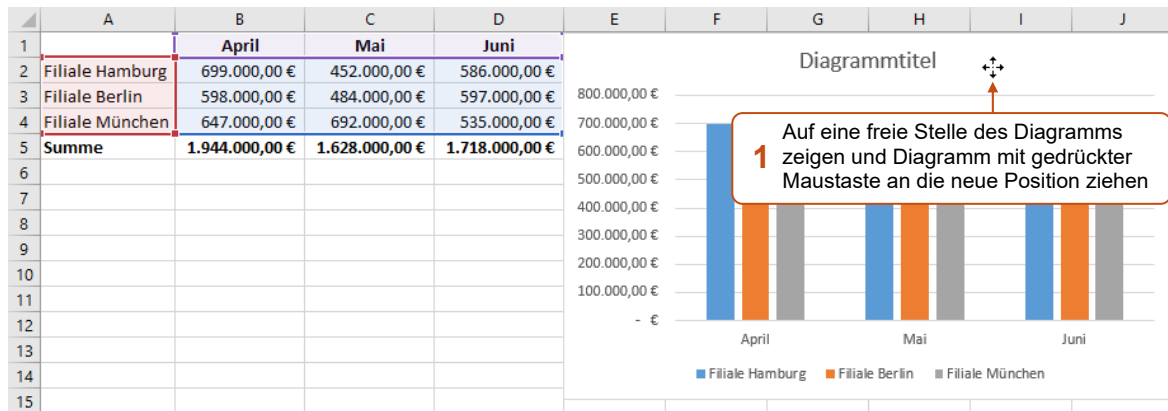 A B C D E F G H I J
1 April Mai Juni
2 Filiale Hamburg 699.000,00 € 452.000,00 € 586.000,00 €
3 Filiale Berlin 598.000,00 € 484.000,00 € 597.000,00 €
4 Filiale München 647.000,00 € 692.000,00 € 535.000,00 €
5 Summe 1.944.000,00 € 1.628.000,00 € 1.718.000,00 €
6
7
8
9
10
11
12
13
14
15
Diagrammtitel
800.000,00 €
700.000,00 €
600.000,00 €
500.000,00 €
400.000,00 €
300.000,00 €
200.000,00 €
100.000,00 €
- €
1
Auf eine freie Stelle des Diagramms
zeigen und Diagramm mit gedrückter
Maustaste an die neue Position ziehen
April Mai Juni
Filiale Hamburg Filiale Berlin Filiale München